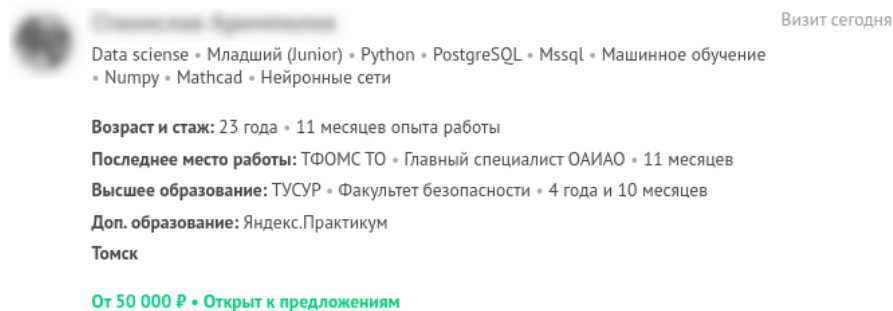 Визит сегодня
Data sciense • Младший (Junior) • Python • PostgreSQL • Mssql • Машинное обучение
• Numpy • Mathcad • Нейронные сети
Возраст и стаж: 23 года • 11 месяцев опыта работы
Последнее место работы: ТФОМС ТО • Главный специалист ОАИАО • 11 месяцев
Высшее образование: ТУСУР • Факультет безопасности • 4 года и 10 месяцев
Доп. образование: Яндекс.Практикум
Томск
От 50 000 ₽ • Открыт к предложениям